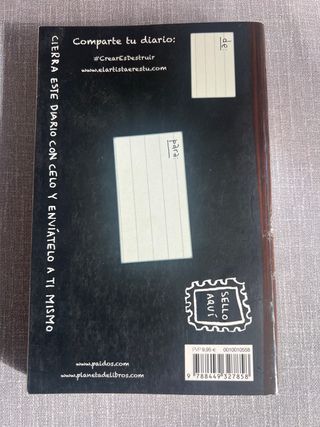 Comparte tu diario:
#CrearEsDestruir
www.elartistaerestu.com
de
para
CIERRA ESTE DIARIO CON CELO Y ENVÍATELO A TI MISMO
SELLO
AQUÍ
www.paidos.com
www.planetadelibros.com
PVP 9,95 € 0010010558
9 788449 327858